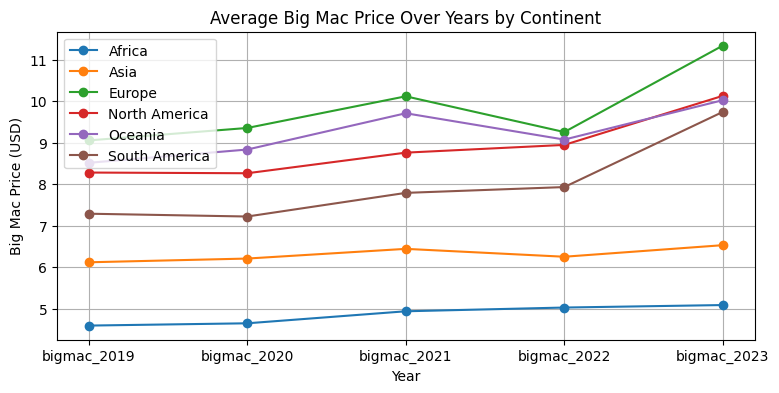 Average Big Mac Price Over Years by Continent
Africa
Asia
Europe
North America
Oceania
South America
Big Mac Price (USD)
11
10
9
8
7
6
5
bigmac_2019 bigmac_2020 bigmac_2021 bigmac_2022 bigmac_2023
Year